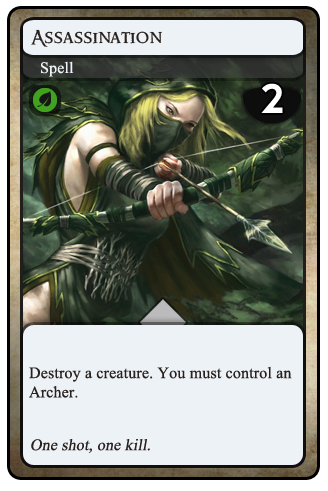 Assassination
Spell
2
Destroy a creature. You must control an
Archer.
One shot, one kill.